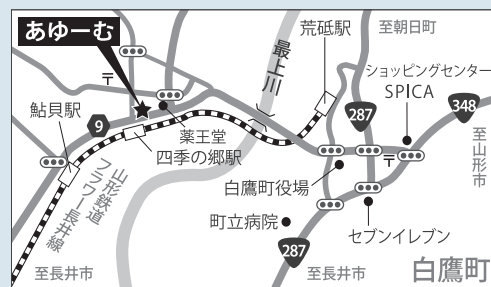 あゆーむ
荒砥駅
至朝日町
最上川
ショッピングセンター
SPICA
348
287
至山形市
鮎貝駅
9
薬王堂
四季の郷駅
山形鉄道
フラワー長井線
白鷹町役場
町立病院
セブンイレブン
287
至長井市
至長井市
白鷹町